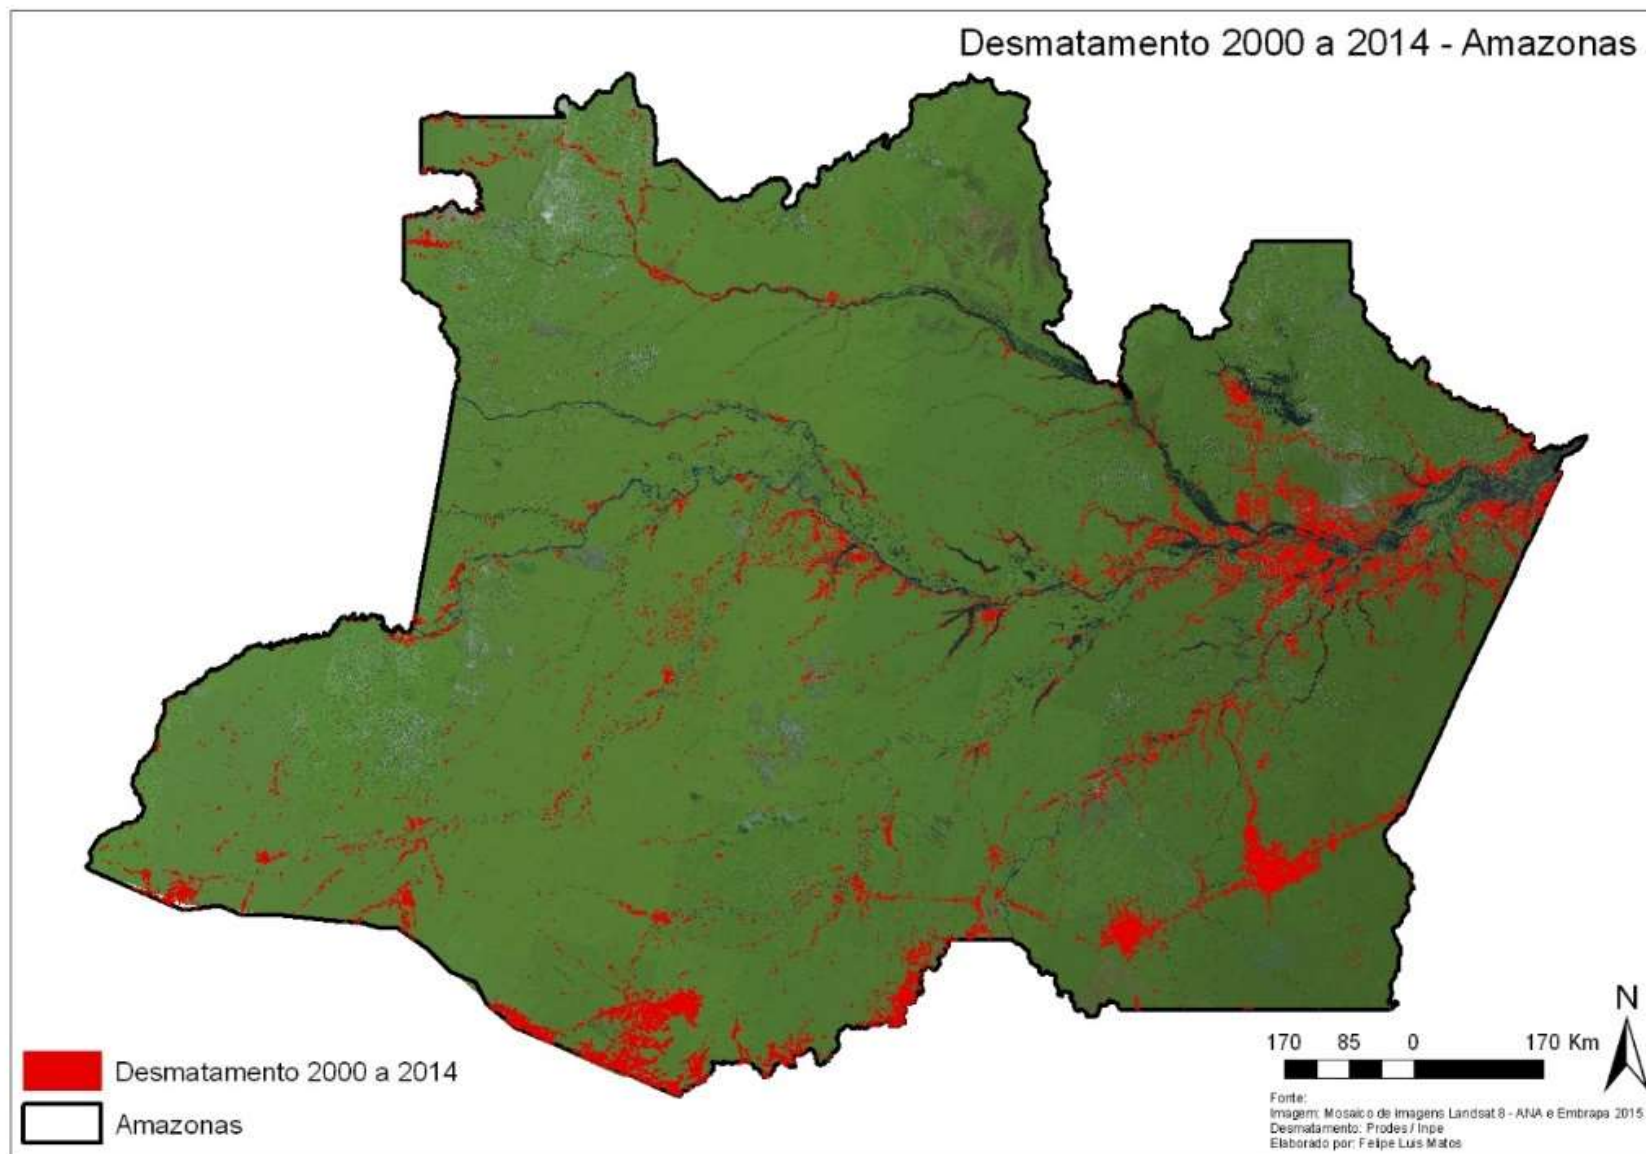 Desmatamento 2000 a 2014 - Amazonas
N
170 85 0 170 Km
Desmatamento 2000 a 2014
Amazonas
Fonte:
Imagem: Mosaico de imagens Landsat 8 - ANA e Embrapa 2015
Desmatamento: Prodes / Inpe
Elaborado por: Felipe Luis Matos